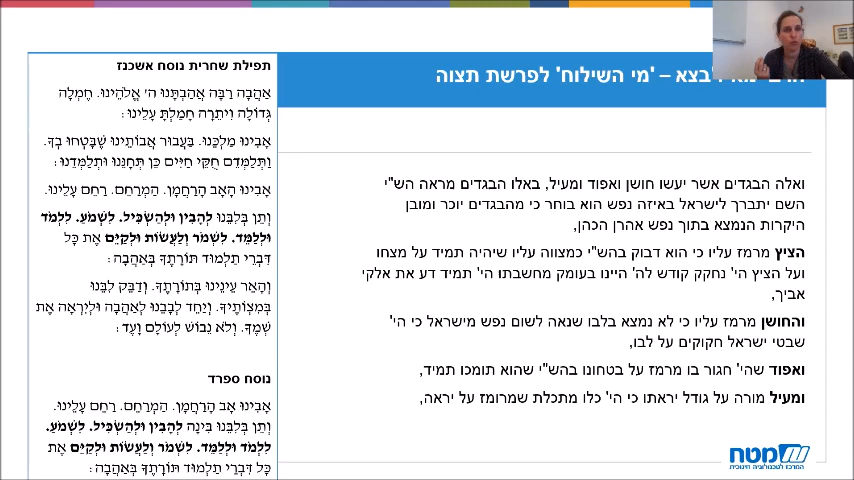 – 'מי השילוח' לפרשת תצוה
ואלה הבגדים אשר יעשו חושן ואפוד ומעיל, באלו הבגדים מראה הש"י
השם יתברך לישראל באיזה נפש הוא בוחר כי מהבגדים יוכר ומובן
היקרות הנמצא בתוך נפש אהרן הכהן,
הציץ מרמז עליו כי הוא דבוק בהש"י כמצווה עליו שיהיה תמיד על מצחו
ועל הציץ הי' נחקק קודש לה' היינו בעומק מחשבתו הי' תמיד דע את אלקי
אביך,
והחושן מרמז עליו כי לא נמצא בלבו שנאה לשום נפש מישראל כי הי'
שבטי ישראל חקוקים על לבו,
ואפוד שהי' חגור בו מרמז על בטחונו בהש"י שהוא תומכו תמיד,
ומעיל מורה על גודל יראתו כי הי' כלו מתכלת שמרומז על יראה,
תפילת שחרית נוסח אשכנז
אַהֲבָה רַבָּה אֲהַבְתָּנוּ ה' אֱלֹהֵינוּ. חֶמְלָה
גְּדוֹלָה וִיתֵרָה חָמַלְתָּ עָלֵינוּ:
אָבִינוּ מַלְכֵּנוּ. בַּעֲבוּר אֲבוֹתֵינוּ שֶׁבָּטְחוּ בְךָ.
וַתְּלַמְּדֵם חֻקֵּי חַיִּים כֵּן תְּחָנֵּנוּ וּתְלַמְּדֵנוּ:
אָבִינוּ הָאָב הָרַחֲמָן. הַמְרַחֵם. רַחֵם עָלֵינוּ.
וְתֵן בְּלִבֵּנוּ לְהָבִין וּלְהַשְׂכִּיל. לִשְׁמֹעַ. לִלְמֹד
וּלְלַמֵּד. לִשְׁמֹר וְלַעֲשׂוֹת וּלְקַיֵּם אֶת כָּל
דִּבְרֵי תַלְמוּד תּוֹרָתֶךָ בְּאַהֲבָה:
וְהָאֵר עֵינֵינוּ בְּתוֹרָתֶךָ. וְדַבֵּק לִבֵּנוּ
בְּמִצְוֹתֶיךָ. וְיַחֵד לְבָבֵנוּ לְאַהֲבָה וּלְיִרְאָה אֶת
שְׁמֶךָ. וְלֹא נֵבוֹשׁ לְעוֹלָם וָעֶד:
נוסח ספרד
אָבִינוּ אָב הָרַחֲמָן. הַמְרַחֵם. רַחֵם עָלֵינוּ.
וְתֵן בְּלִבֵּנוּ בִּינָה לְהָבִין וּלְהַשְׂכִּיל. לִשְׁמֹעַ.
לִלְמֹד וּלְלַמֵּד. לִשְׁמֹר וְלַעֲשׂוֹת וּלְקַיֵּם אֶת
כָּל דִּבְרֵי תַלְמוּד תּוֹרָתֶךָ בְּאַהֲבָה:
מטח
המרכז לטכנולוגיה חינוכית